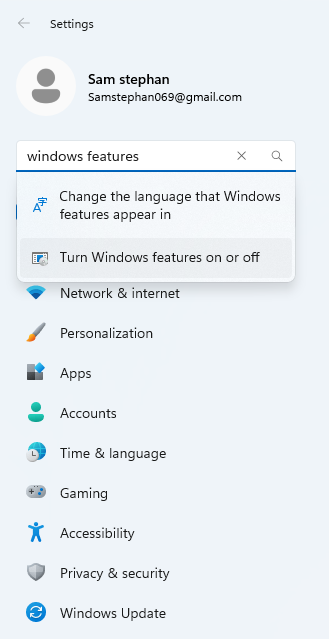 Settings
Sam stephan
Samstephan069@gmail.com
windows features
Change the language that Windows
features appear in
Turn Windows features on or off
Network & internet
Personalization
Apps
Accounts
Time & language
Gaming
Accessibility
Privacy & security
Windows Update